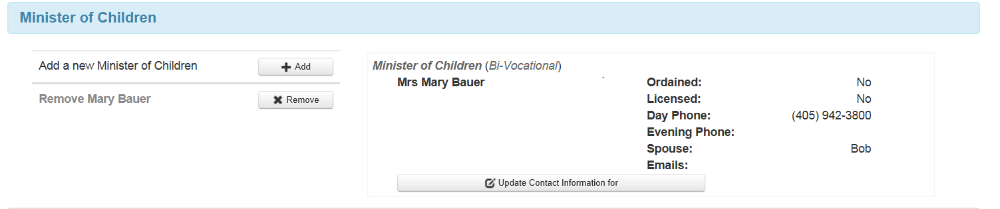 Minister of Children
Add a new Minister of Children
Add
Remove Mary Bauer
Remove
Minister of Children (Bi-Vocational)
Mrs Mary Bauer
Ordained: No
Licensed: No
Day Phone: (405) 942-3800
Evening Phone:
Spouse: Bob
Emails:
Update Contact Information for